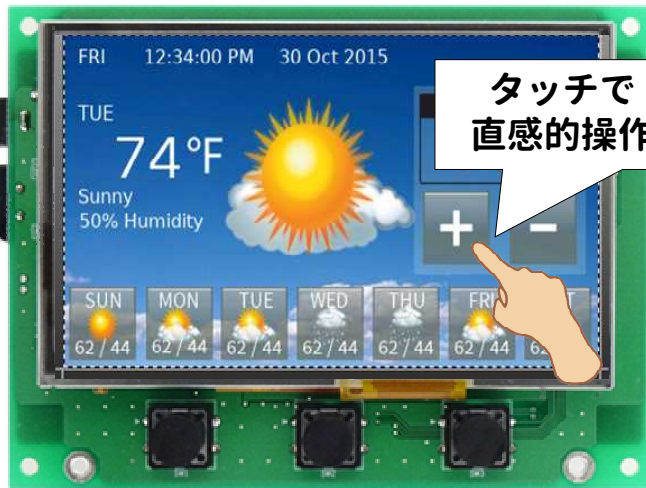 FRI 12:34:00 PM 30 Oct 2015
タッチで
直感的操作
TUE
74°F
Sunny
50% Humidity
+ -
SUN MON TUE WED THU FRI
62 / 44 62 / 44 62 / 44 62 / 44 62 / 44 62 / 44